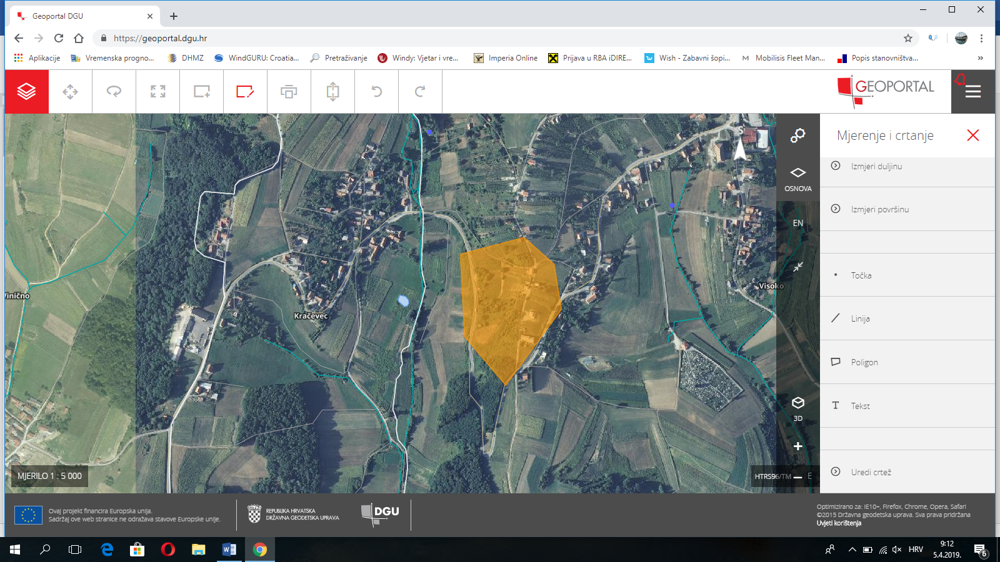 Geoportal DGU
https://geoportal.dgu.hr
Aplikacije
Vremenska progno...
DHMZ
WindGURU: Croatia...
Pretraživanje
Windy: Vjetar i vre...
Imperia Online
Prijava u RBA iDIRE...
Wish - Zabavni šopi...
Mobilisis Fleet Man...
Popis stanovništva...
»
GEOPORTAL
Mjerenje i crtanje
Izmjeri duljinu
Izmjeri površinu
Točka
Linija
Poligon
Tekst
Uredi crtež
S
OSNOVA
EN
3D
Vinično
Kračevec
Visoko
MJERILO 1 : 5 000
HTRS96/TM
E
Ovaj projekt financira Europska unija.
Sadržaj ove web stranice ne odražava stavove Europske unije.
REPUBLIKA HRVATSKA
DRŽAVNA GEODETSKA UPRAVA
DGU
Optimizirano za: IE10+, Firefox, Chrome, Opera, Safari
©2015 Državna geodetska uprava. Sva prava pridržana
Uvjeti korištenja
HRV
9:12
5.4.2019.
6